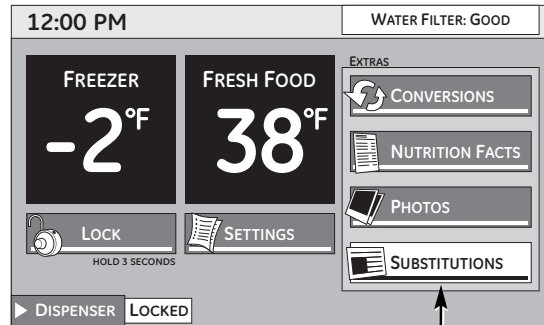 12:00 PM
WATER FILTER: GOOD
FREEZER
-2°F
FRESH FOOD
38°F
EXTRAS
CONVERSIONS
NUTRITION FACTS
PHOTOS
SUBSTITUTIONS
LOCK
HOLD 3 SECONDS
SETTINGS
DISPENSER LOCKED